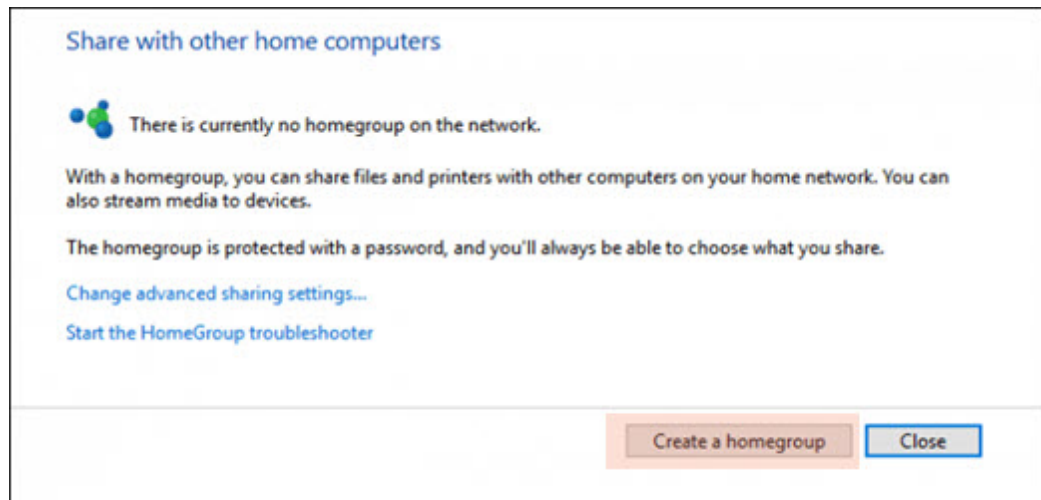 Share with other home computers
There is currently no homegroup on the network.
With a homegroup, you can share files and printers with other computers on your home network. You can
also stream media to devices.
The homegroup is protected with a password, and you'll always be able to choose what you share.
Change advanced sharing settings...
Start the HomeGroup troubleshooter
Create a homegroup
Close